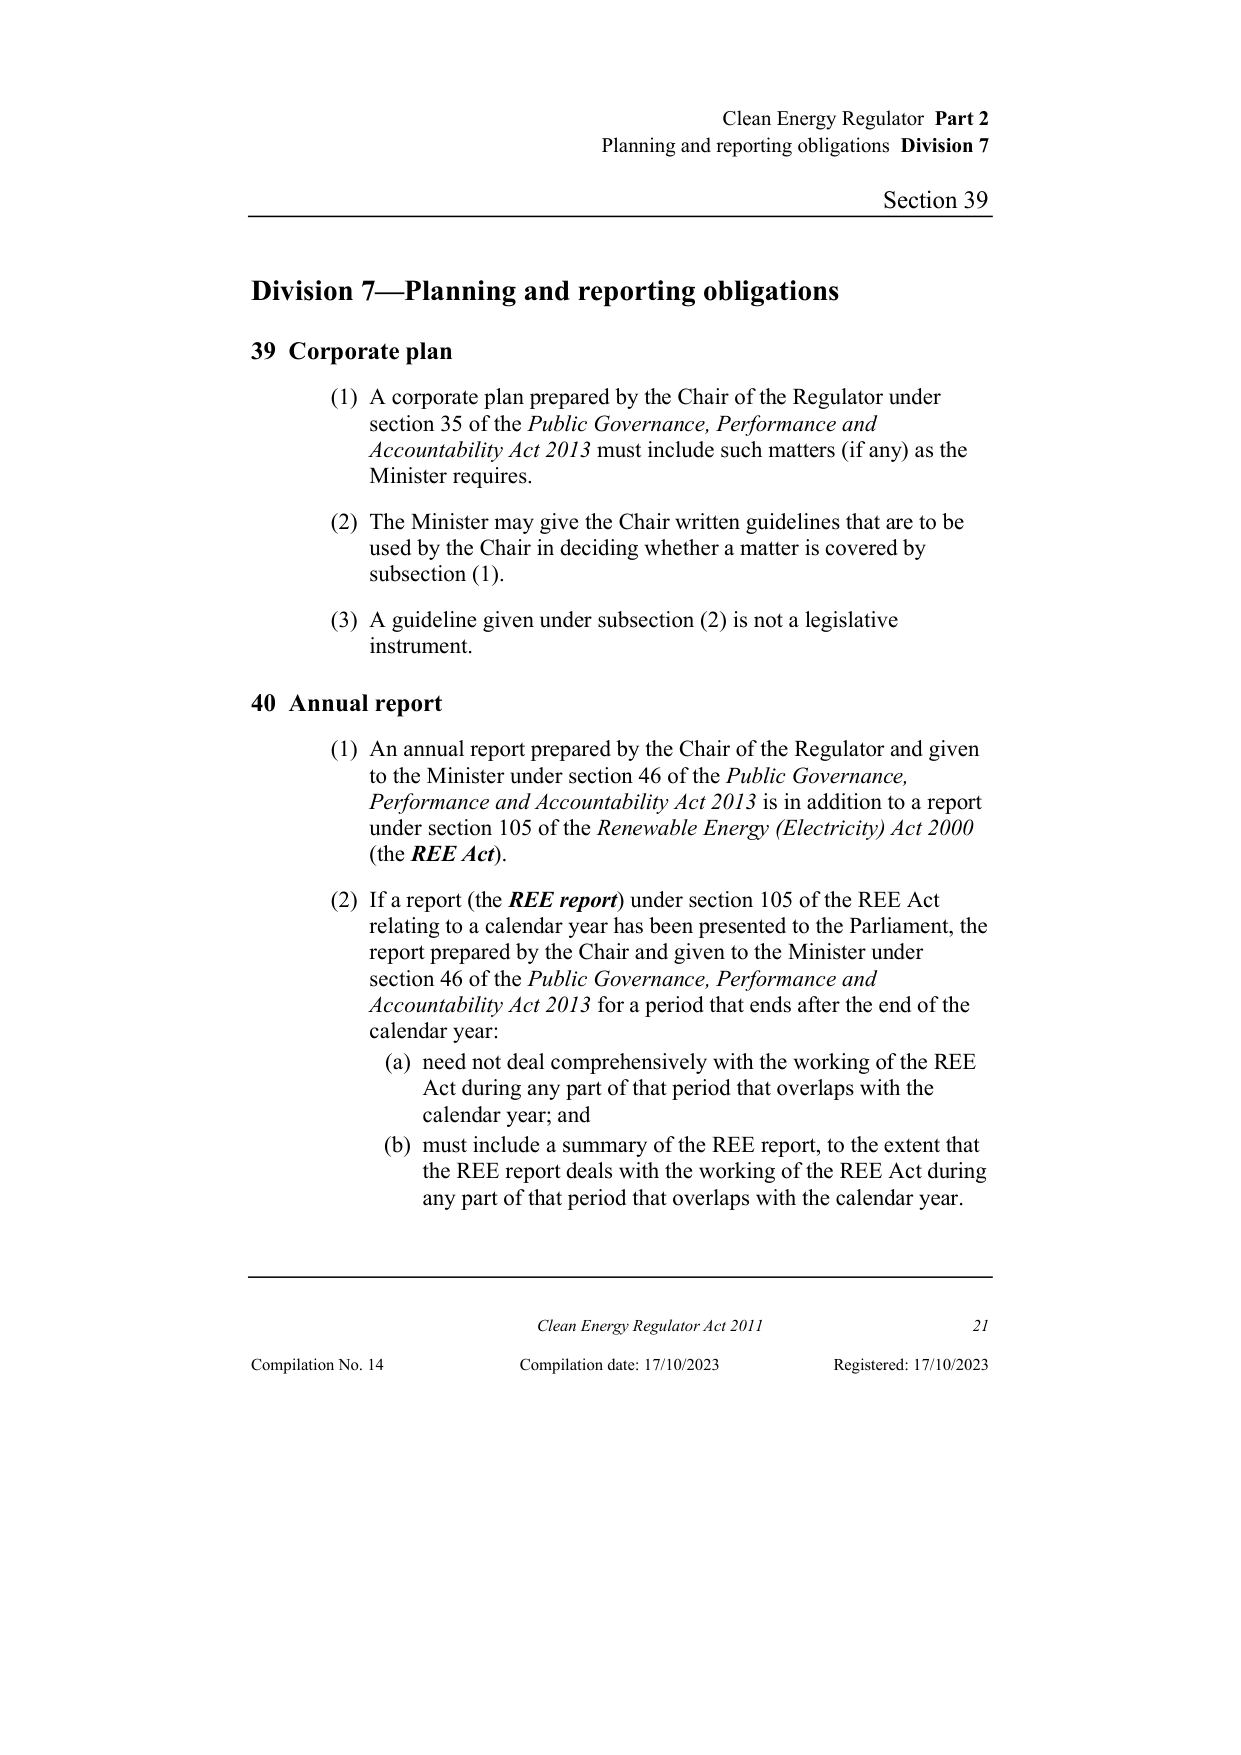 Clean Energy Regulator Part 2
Planning and reporting obligations Division 7
Section 39
Division 7—Planning and reporting obligations
39 Corporate plan
(1) A corporate plan prepared by the Chair of the Regulator under
section 35 of the Public Governance, Performance and
Accountability Act 2013 must include such matters (if any) as the
Minister requires.
(2) The Minister may give the Chair written guidelines that are to be
used by the Chair in deciding whether a matter is covered by
subsection (1).
(3) A guideline given under subsection (2) is not a legislative
instrument.
40 Annual report
(1) An annual report prepared by the Chair of the Regulator and given
to the Minister under section 46 of the Public Governance,
Performance and Accountability Act 2013 is in addition to a report
under section 105 of the Renewable Energy (Electricity) Act 2000
(the REE Act).
(2) If a report (the REE report) under section 105 of the REE Act
relating to a calendar year has been presented to the Parliament, the
report prepared by the Chair and given to the Minister under
section 46 of the Public Governance, Performance and
Accountability Act 2013 for a period that ends after the end of the
calendar year:
(a) need not deal comprehensively with the working of the REE
Act during any part of that period that overlaps with the
calendar year; and
(b) must include a summary of the REE report, to the extent that
the REE report deals with the working of the REE Act during
any part of that period that overlaps with the calendar year.
Clean Energy Regulator Act 2011 21
Compilation No. 14 Compilation date: 17/10/2023 Registered: 17/10/2023